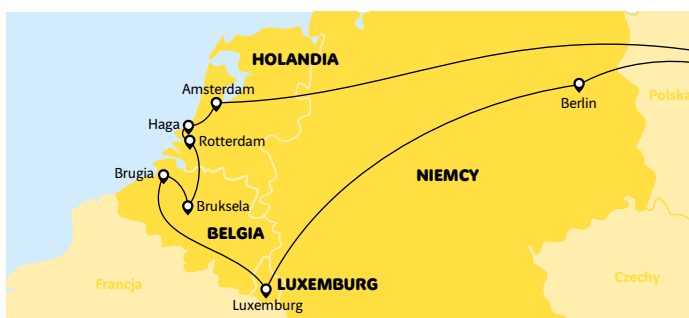 HOLANDIA
Amsterdam
Polska
Berlin
Haga
Rotterdam
Brugia
NIEMCY
Bruksela
BELGIA
Czechy
Francja
LUXEMBURG
Luxemburg